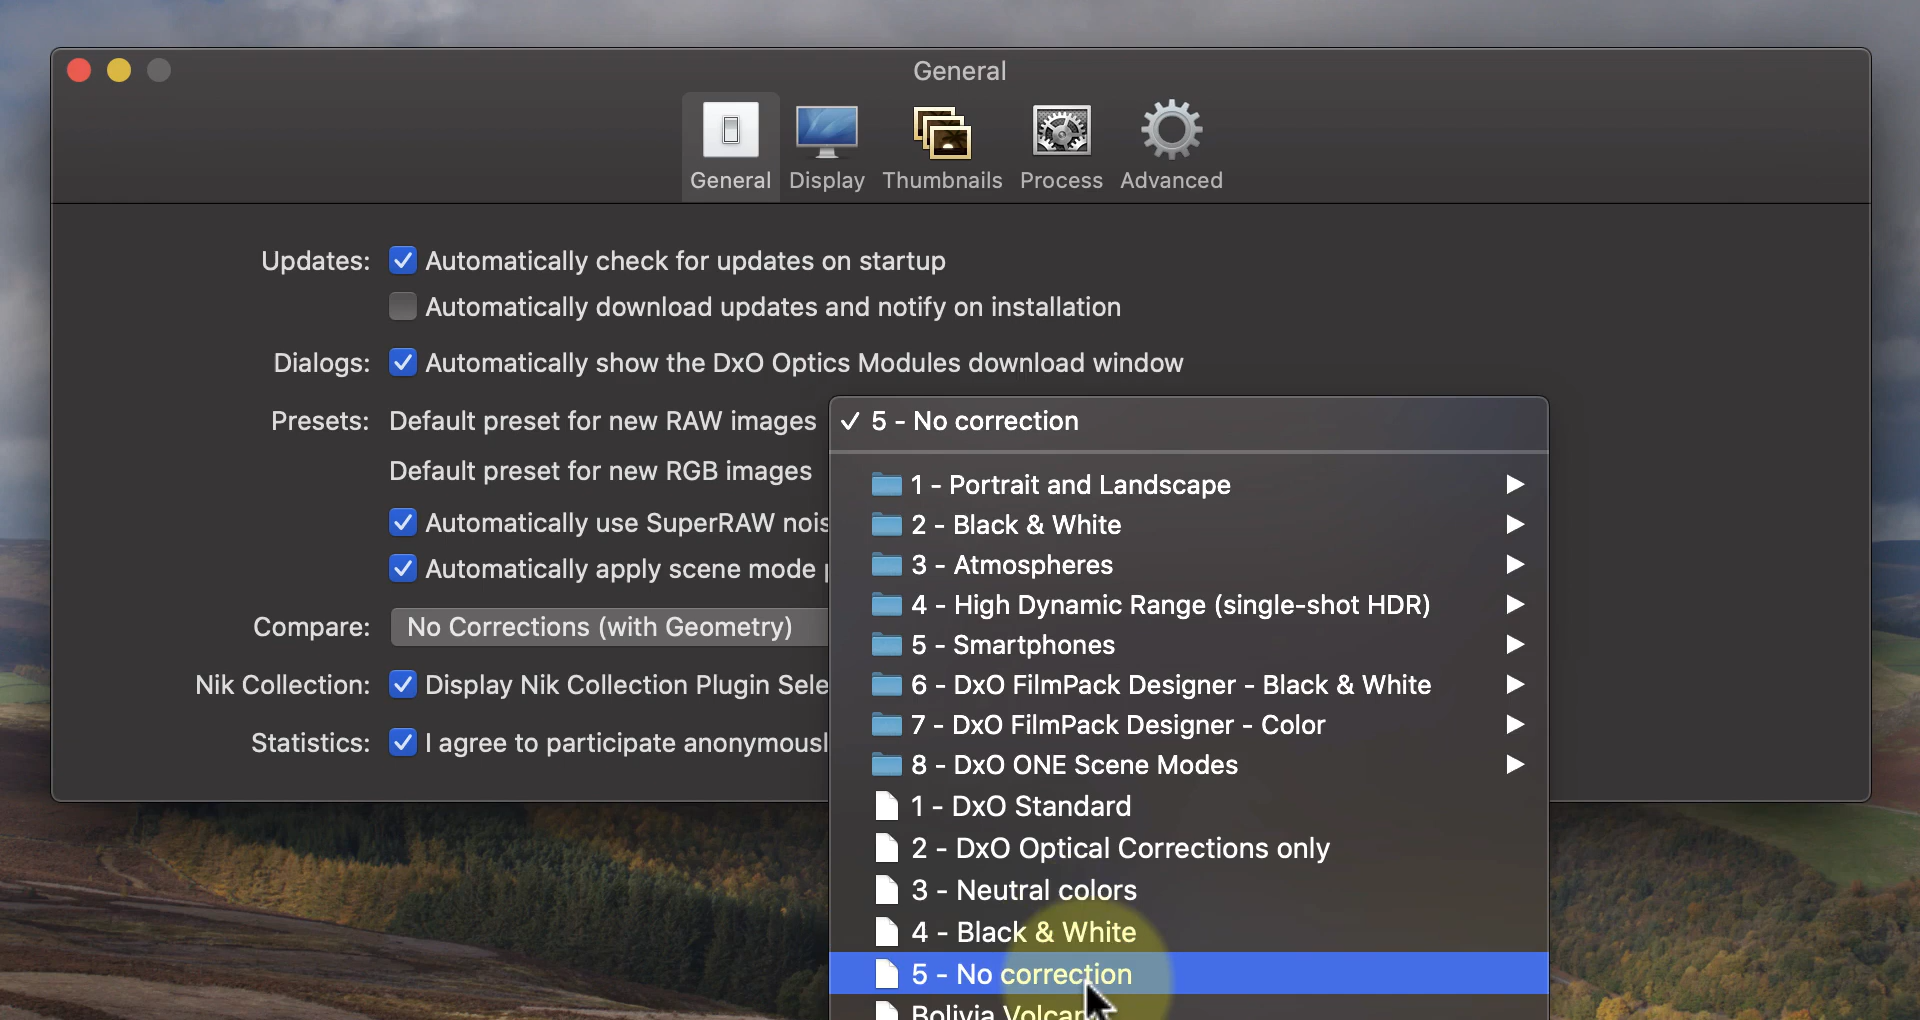 General
General Display Thumbnails Process Advanced
Updates: Automatically check for updates on startup
Automatically download updates and notify on installation
Dialogs: Automatically show the DxO Optics Modules download window
Presets: Default preset for new RAW images ✓ 5 - No correction
Default preset for new RGB images
Automatically use SuperRAW nois
Automatically apply scene mode
Compare: No Corrections (with Geometry)
Nik Collection: Display Nik Collection Plugin Sele
Statistics: I agree to participate anonymousl
1 - Portrait and Landscape
2 - Black & White
3 - Atmospheres
4 - High Dynamic Range (single-shot HDR)
5 - Smartphones
6 - DxO FilmPack Designer - Black & White
7 - DxO FilmPack Designer - Color
8 - DxO ONE Scene Modes
1 - DxO Standard
2 - DxO Optical Corrections only
3 - Neutral colors
4 - Black & White
5 - No correction
Bolivia